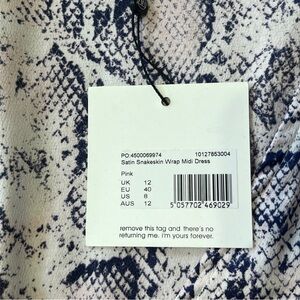 PO:4500069974 10127853004
Satin Snakeskin Wrap Midi Dress
Pink
UK 12
EU 40
US 8
AUS 12
5 057702 469029
remove this tag and there's no
returning me. i'm yours forever.